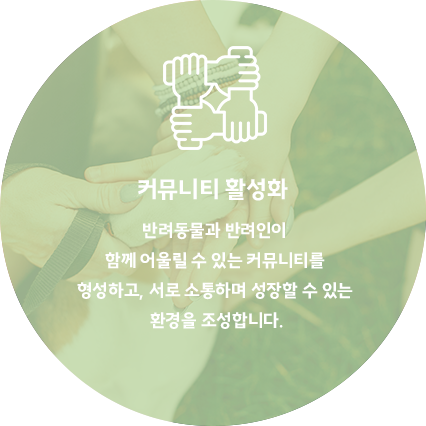 커뮤니티 활성화
반려동물과 반려인이
함께 어울릴 수 있는 커뮤니티를
형성하고, 서로 소통하며 성장할 수 있는
환경을 조성합니다.